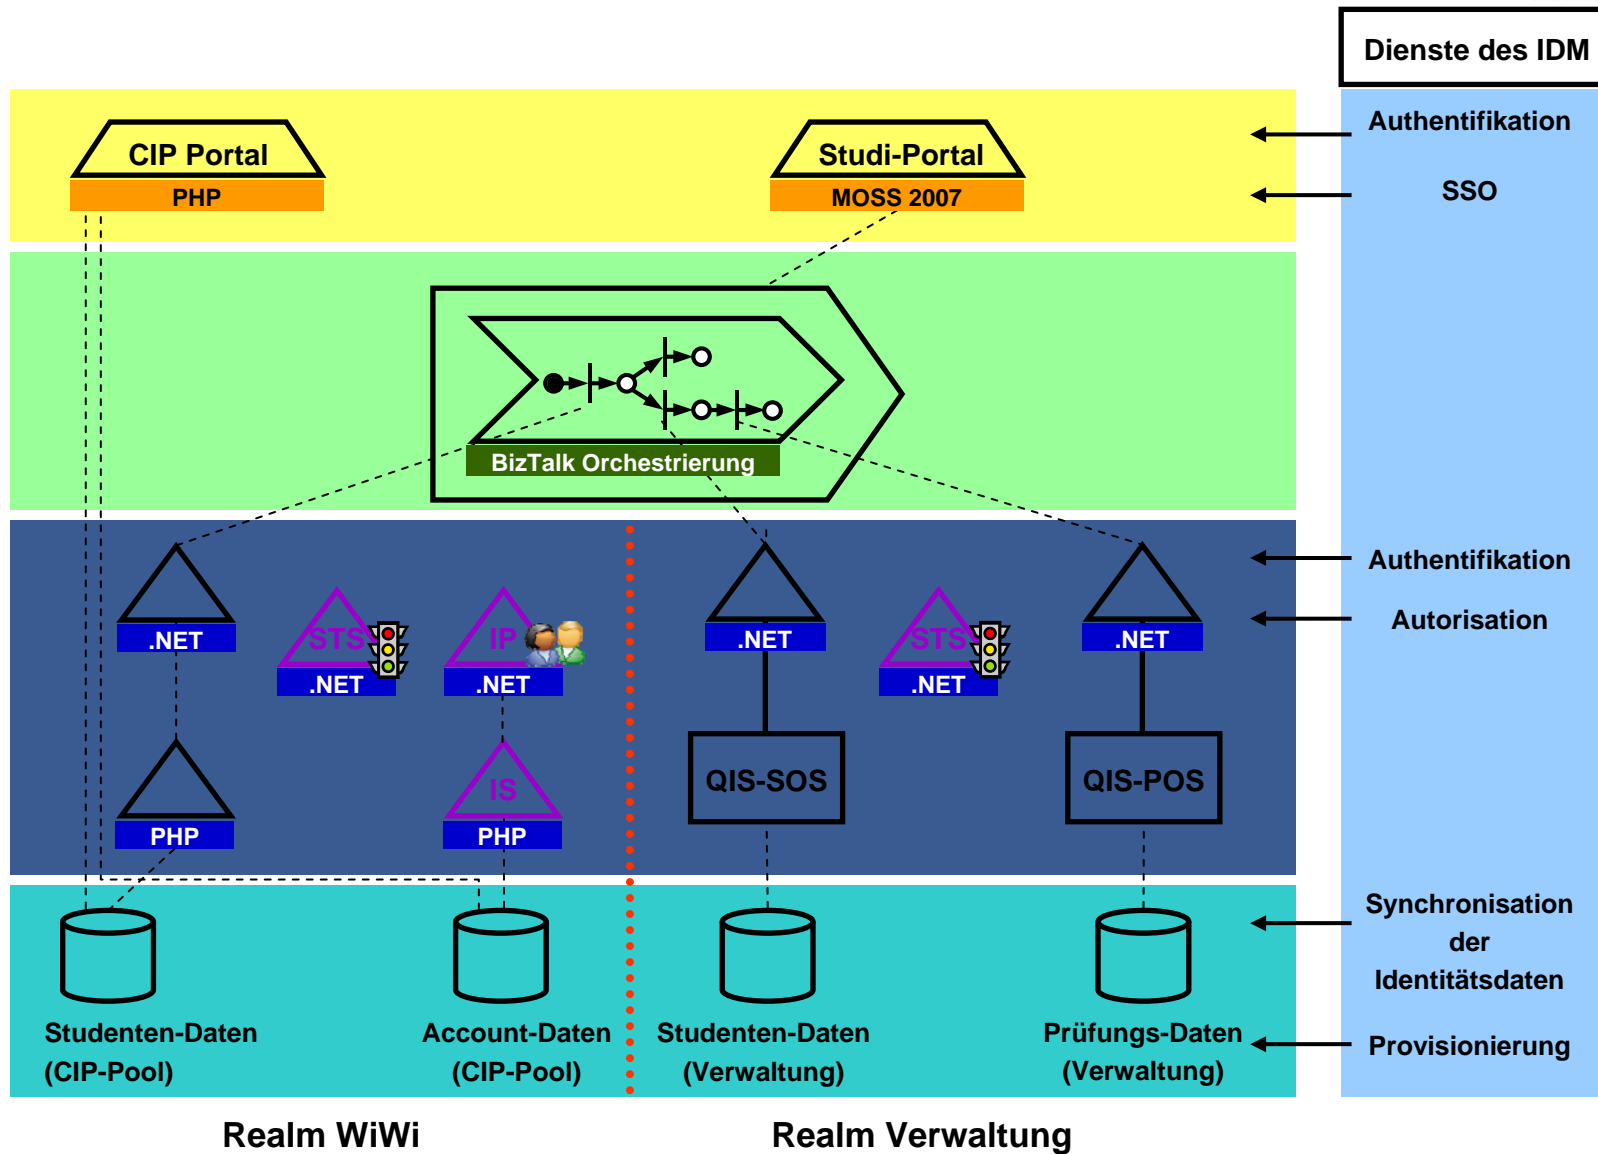 Dienste des IDM
CIP Portal
PHP
Studi-Portal
MOSS 2007
Authentifikation
SSO
BizTalk Orchestrierung
.NET
STS
.NET
IP
.NET
.NET
STS
.NET
.NET
Authentifikation
Autorisation
PHP
IS
PHP
QIS-SOS
QIS-POS
Studenten-Daten
(CIP-Pool)
Account-Daten
(CIP-Pool)
Studenten-Daten
(Verwaltung)
Prüfungs-Daten
(Verwaltung)
Synchronisation
der
Identitätsdaten
Provisionierung
Realm WiWi
Realm Verwaltung